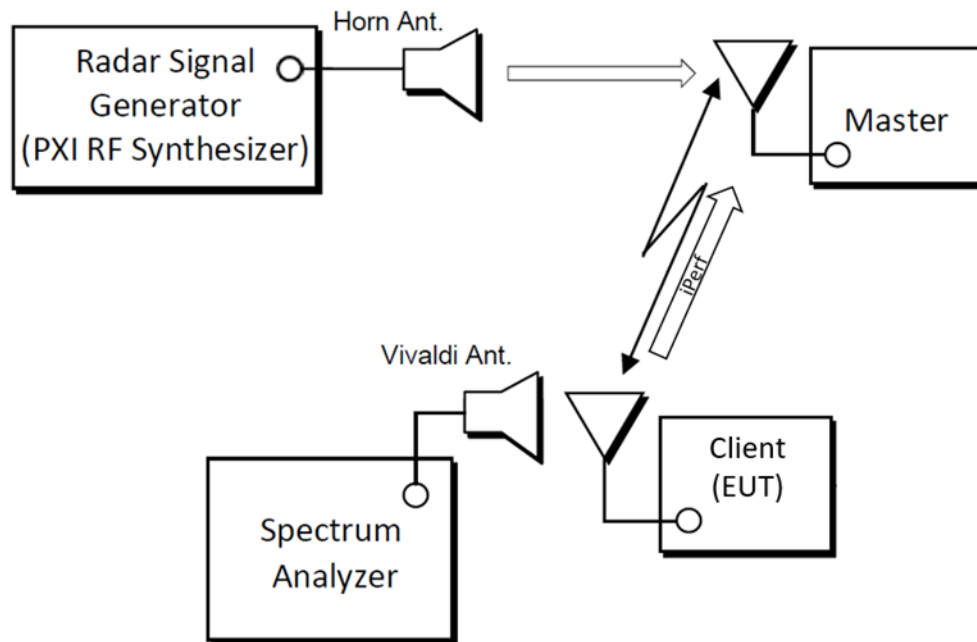 Horn Ant.
Radar Signal
Generator
(PXI RF Synthesizer)
Master
iPerf
Vivaldi Ant.
Client
(EUT)
Spectrum
Analyzer